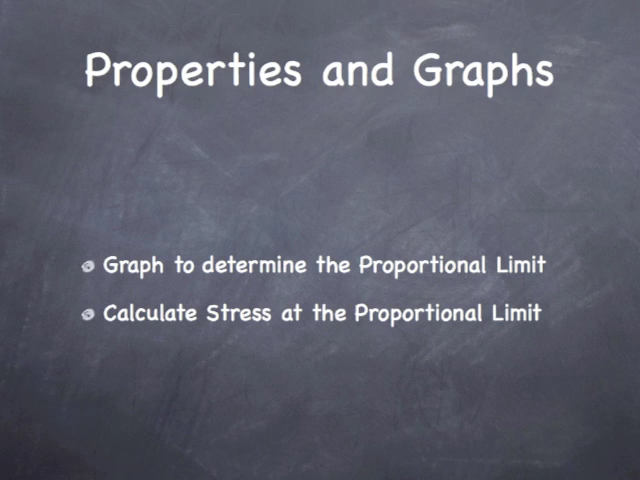 Properties and Graphs
Graph to determine the Proportional Limit
Calculate Stress at the Proportional Limit